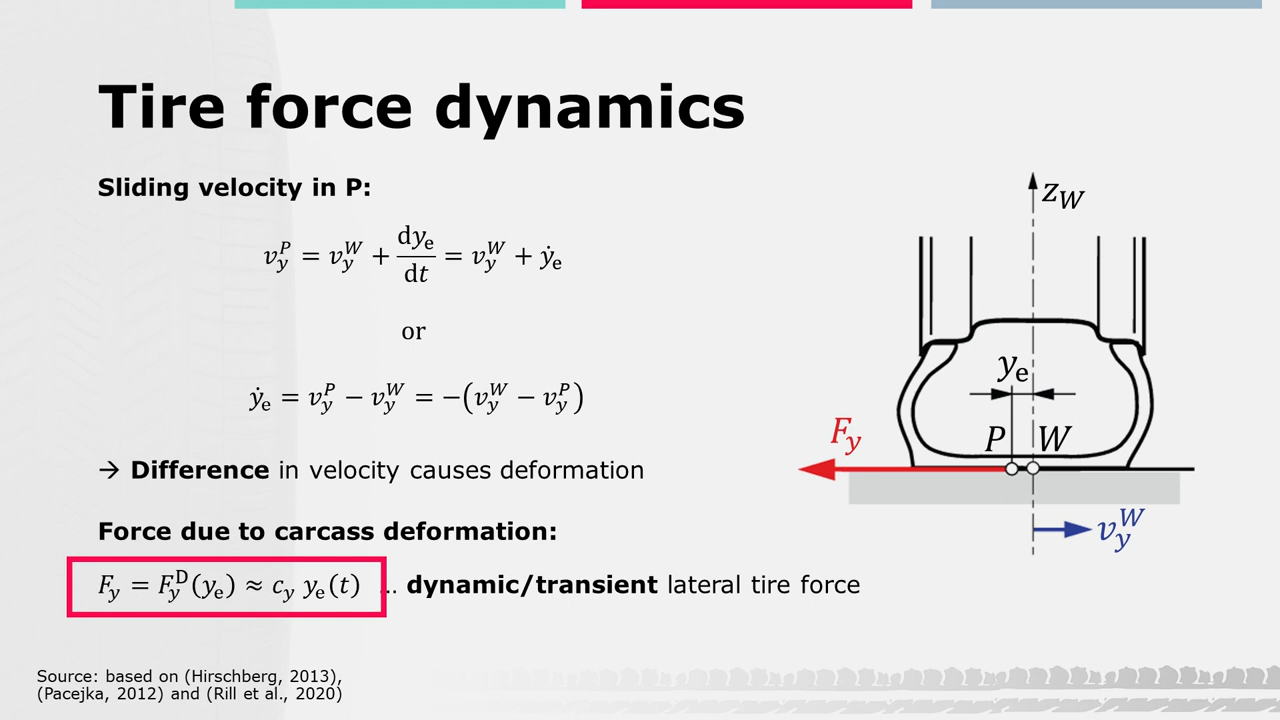 Tire force dynamics
Sliding velocity in P:
v_y^P = v_y^W + dy_e/dt = v_y^W + ẏ_e
or
ẏ_e = v_y^P − v_y^W = −(v_y^W − v_y^P)
→ Difference in velocity causes deformation
Force due to carcass deformation:
F_y = F_y^D(y_e) ≈ c_y y_e(t) … dynamic/transient lateral tire force
z_W
y_e
P W
F_y
v_y^W
Source: based on (Hirschberg, 2013),
(Pacejka, 2012) and (Rill et al., 2020)